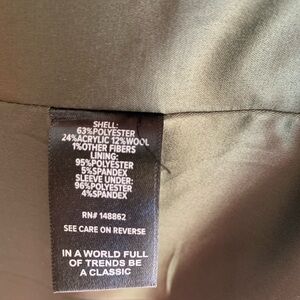 SHELL:
63%POLYESTER
24%ACRYLIC 12%WOOL
1%OTHER FIBERS
LINING:
95%POLYESTER
5%SPANDEX
SLEEVE UNDER:
96%POLYESTER
4%SPANDEX
RN# 148862
SEE CARE ON REVERSE
IN A WORLD FULL
OF TRENDS BE
A CLASSIC